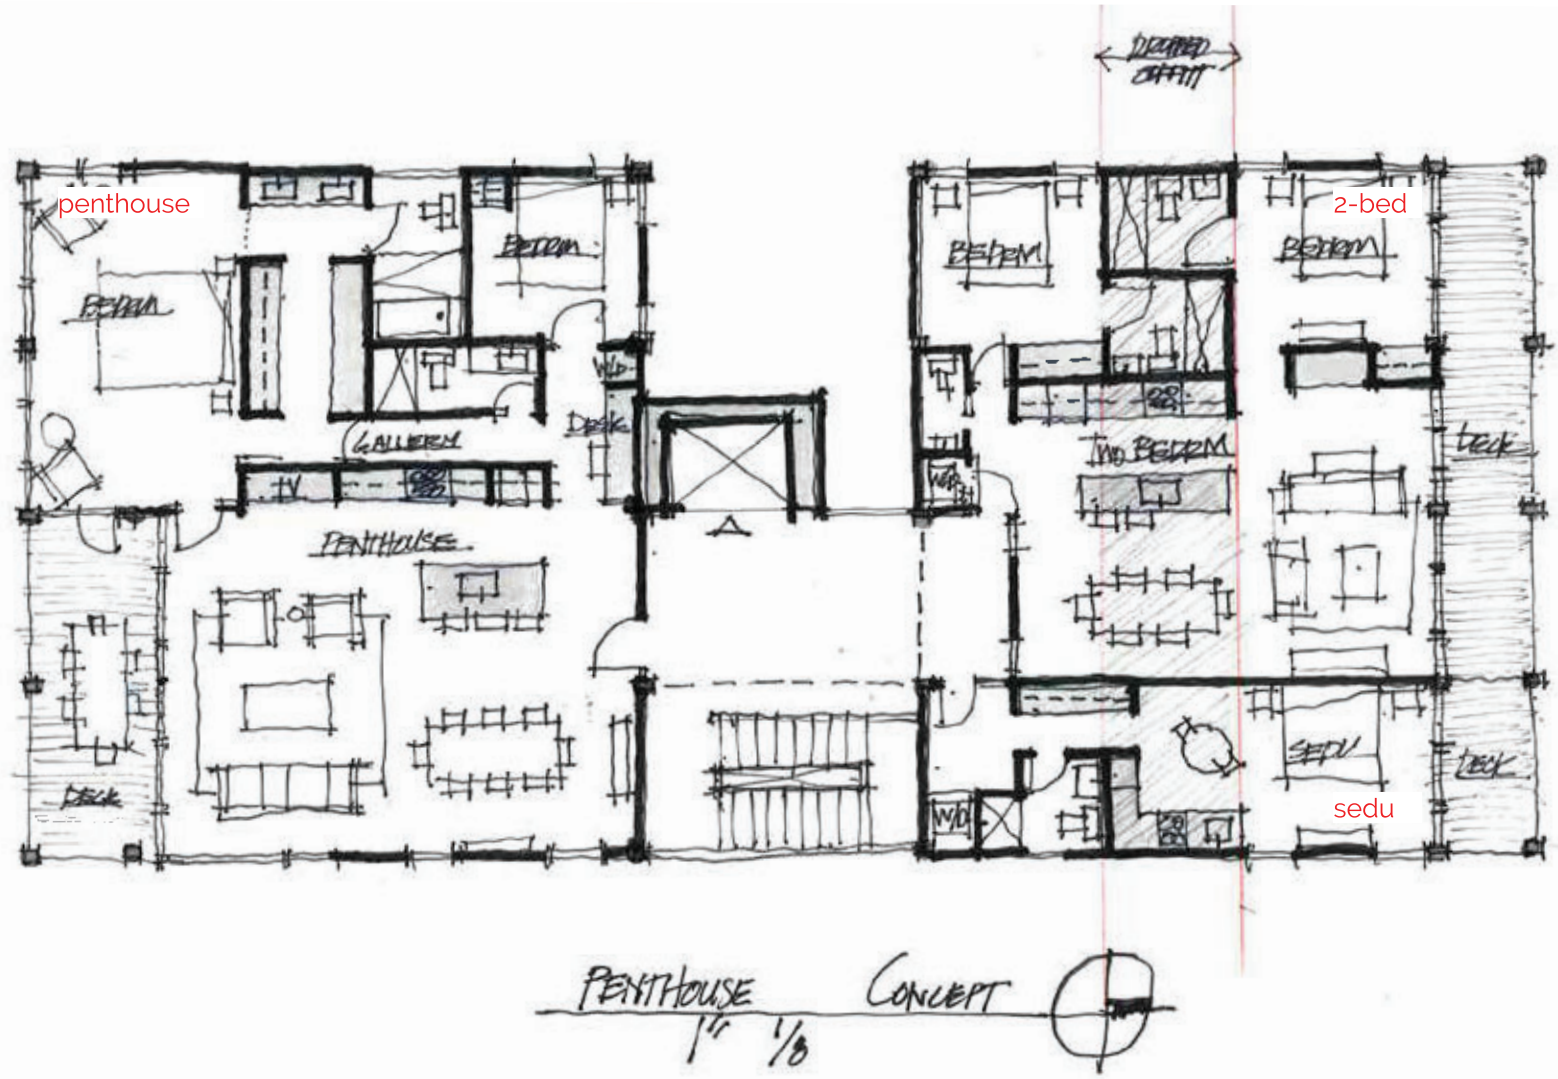 DROPPED
SOFFIT
penthouse
2-bed
BEDRM
BEDRM
BEDRM
BEDRM
W/D
DESK
GALLERY
TWO BEDRM
DECK
TV
W/D
PENTHOUSE
SEDU
DECK
DECK
sedu
W/D
PENTHOUSE CONCEPT
1" 1/8